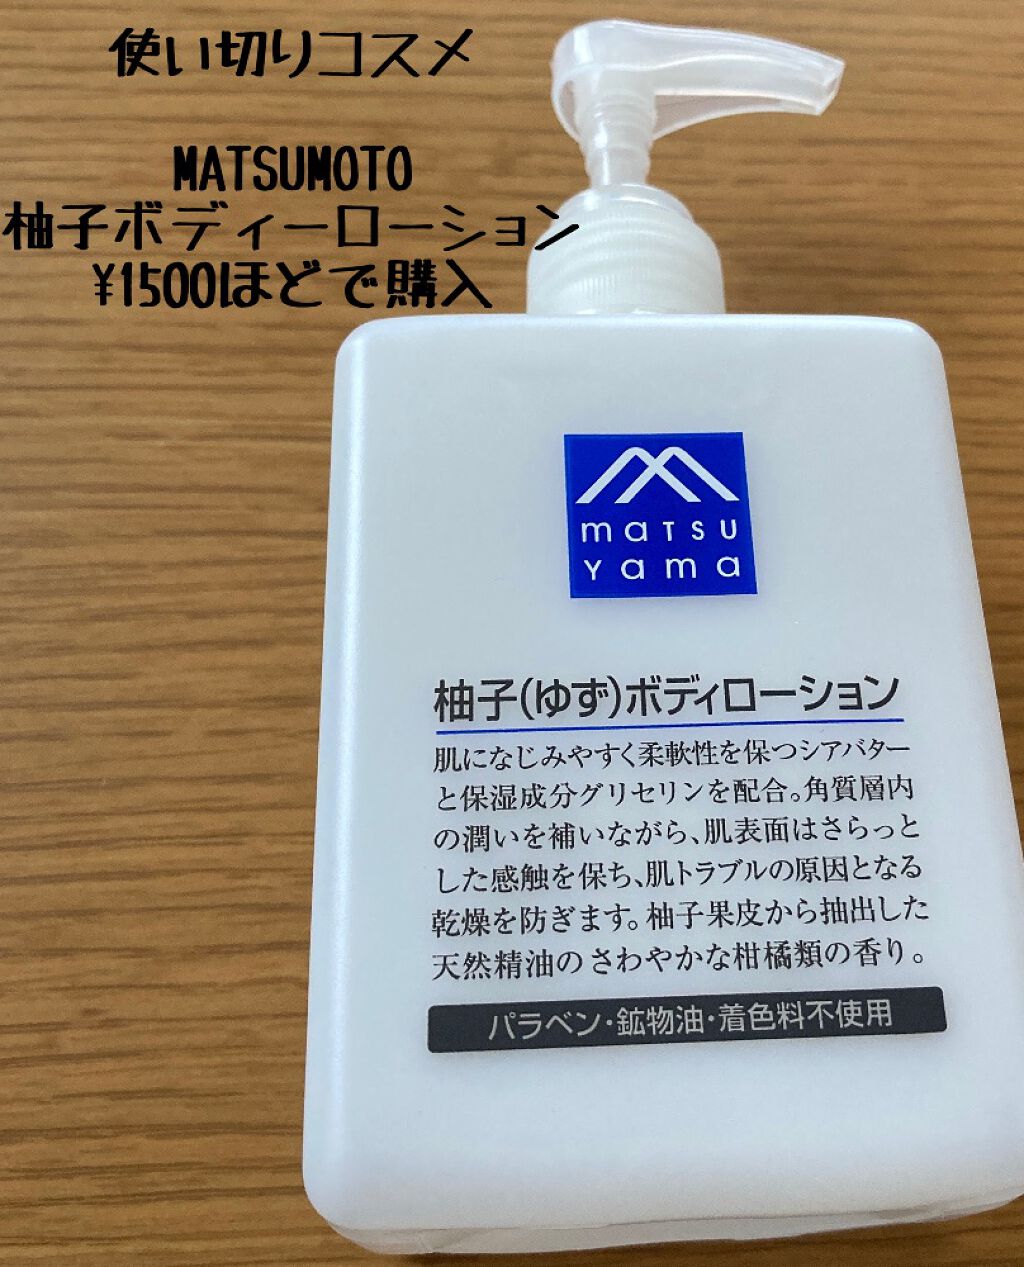 使い切りコスメ
MATSUMOTO
柚子ボディーローション
¥1500ほどで購入
matsu
yama
柚子(ゆず)ボディローション
肌になじみやすく柔軟性を保つシアバター
と保湿成分グリセリンを配合。角質層内
の潤いを補いながら、肌表面はさらっと
した感触を保ち、肌トラブルの原因となる
乾燥を防ぎます。柚子果皮から抽出した
天然精油のさわやかな柑橘類の香り。
パラベン・鉱物油・着色料不使用